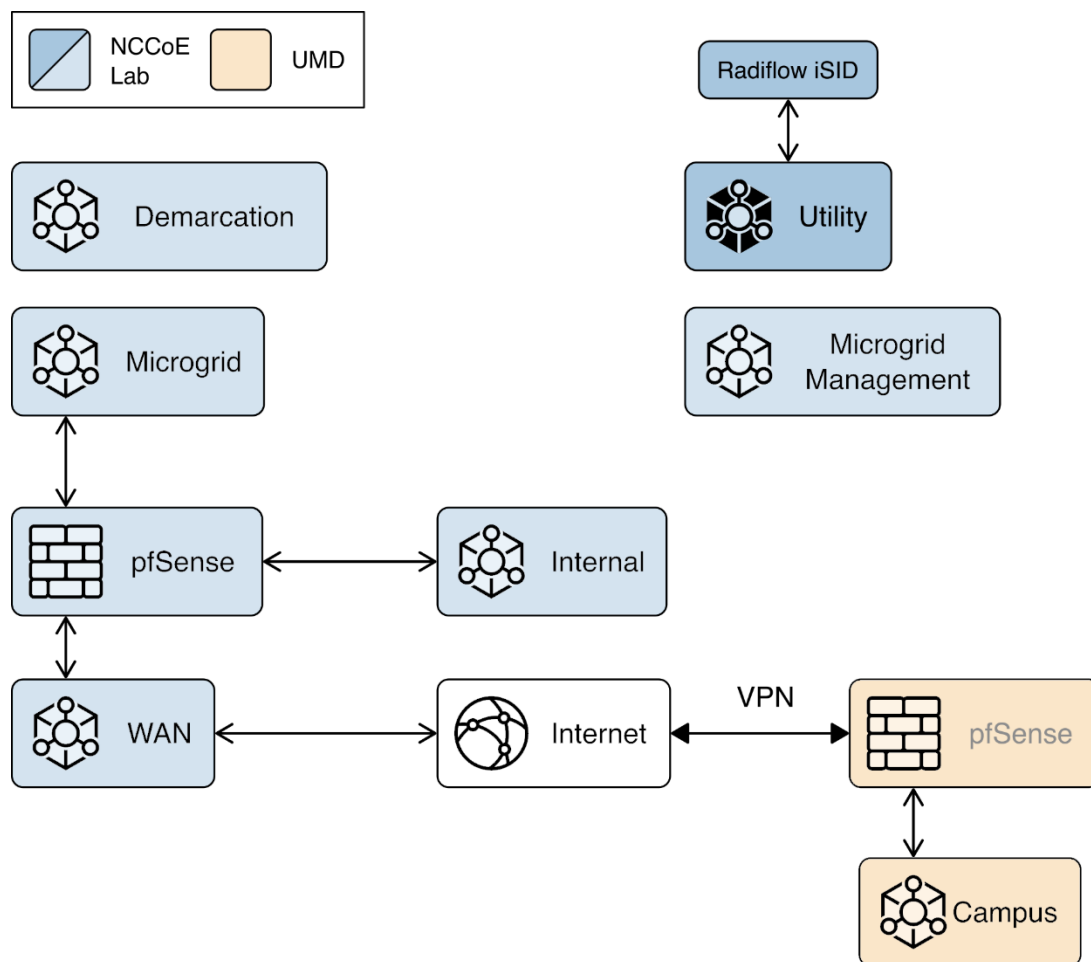 NCCoE
Lab
UMD
Radiflow iSID
Demarcation
Utility
Microgrid
Microgrid
Management
pfSense
Internal
WAN
Internet
VPN
pfSense
Campus